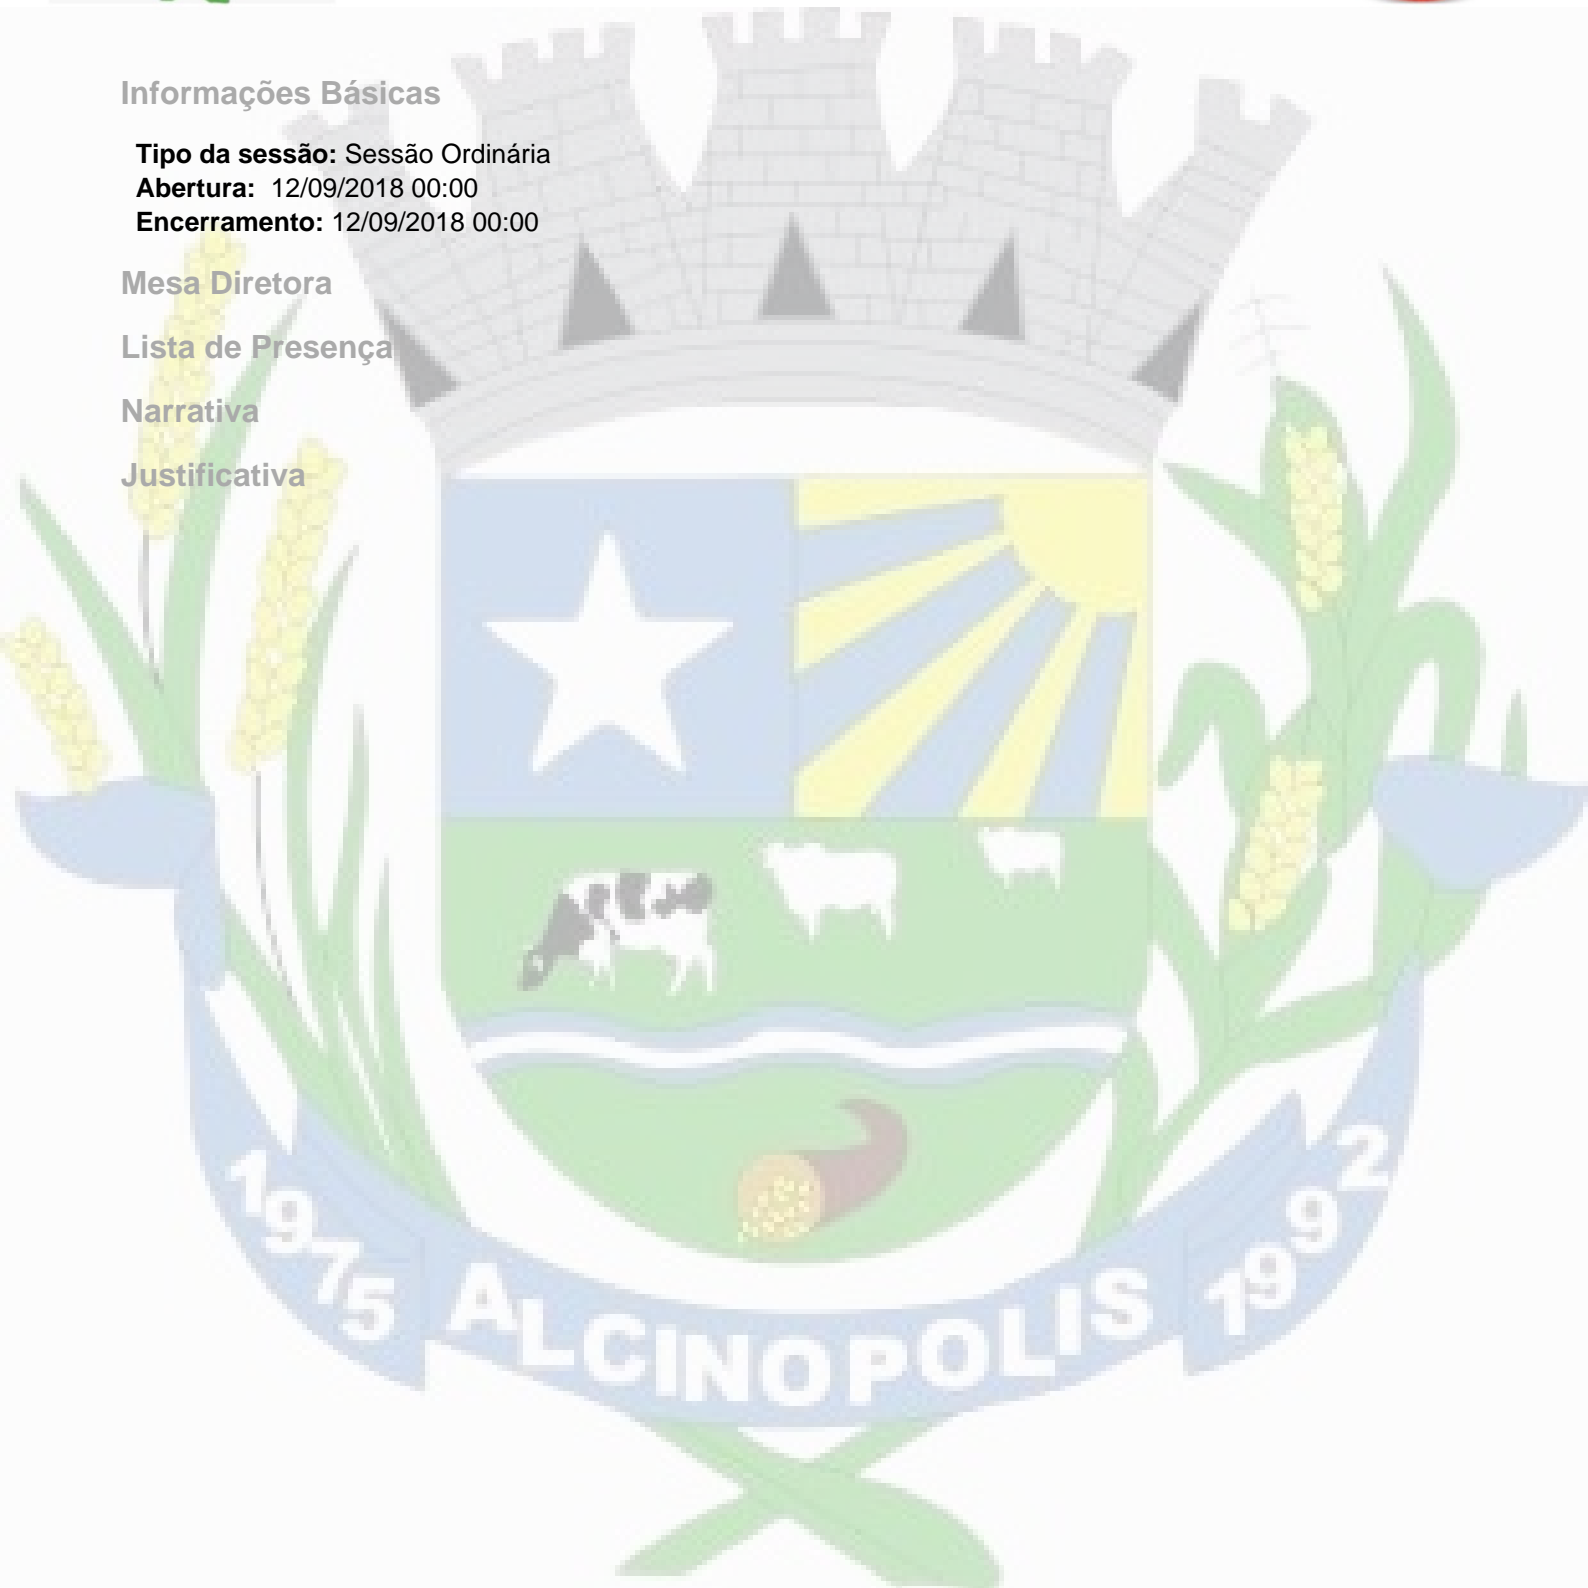 Informações Básicas
Tipo da sessão: Sessão Ordinária
Abertura: 12/09/2018 00:00
Encerramento: 12/09/2018 00:00
Mesa Diretora
Lista de Presença
Narrativa
Justificativa
1975 ALCINOPOLIS 1992